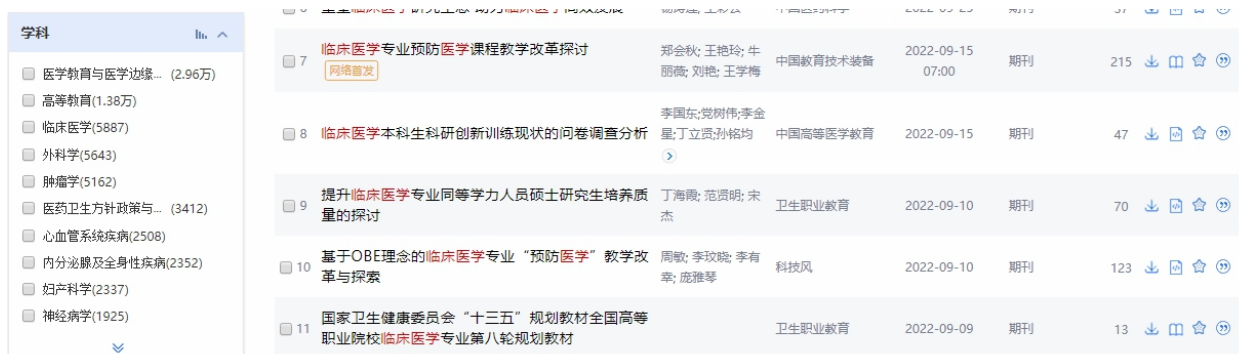 学科
医学教育与医学边缘... (2.96万)
高等教育(1.38万)
临床医学(5887)
外科学(5643)
肿瘤学(5162)
医药卫生方针政策与... (3412)
心血管系统疾病(2508)
内分泌腺及全身性疾病(2352)
妇产科学(2337)
神经病学(1925)
7
临床医学专业预防医学课程教学改革探讨
网络首发
郑会秋; 王艳玲; 牛
丽薇; 刘艳; 王学梅
中国教育技术装备
2022-09-15
07:00
期刊
215
8
临床医学本科生科研创新训练现状的问卷调查分析
李国东;党树伟;李金
星;丁立贤;孙铭均
中国高等医学教育
2022-09-15
期刊
47
9
提升临床医学专业同等学力人员硕士研究生培养质
量的探讨
丁海霞; 范贤明; 宋
杰
卫生职业教育
2022-09-10
期刊
70
10
基于OBE理念的临床医学专业“预防医学”教学改
革与探索
周敏; 李玟晓; 李有
幸; 庞雅琴
科技风
2022-09-10
期刊
123
11
国家卫生健康委员会“十三五”规划教材全国高等
职业院校临床医学专业第八轮规划教材
卫生职业教育
2022-09-09
期刊
13